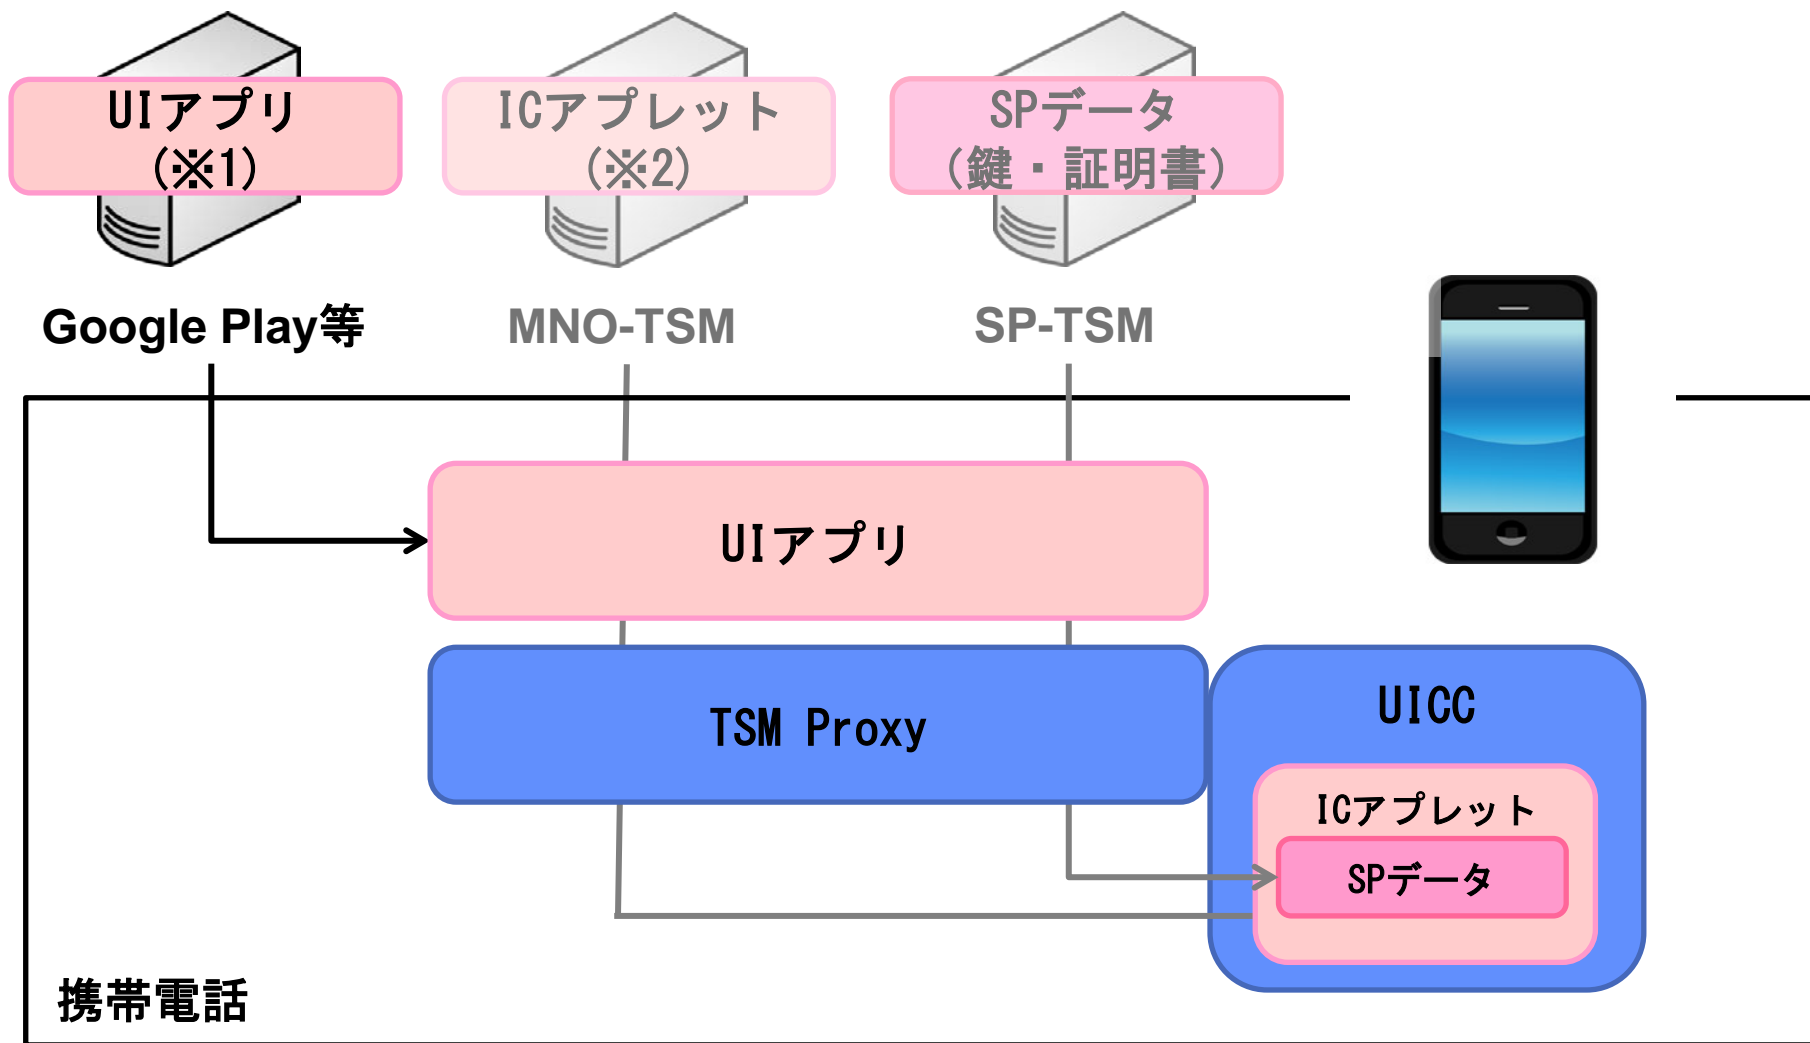 UIアプリ
(※1)
ICアプレット
(※2)
SPデータ
(鍵・証明書)
Google Play等
MNO-TSM
SP-TSM
UIアプリ
TSM Proxy
UICC
ICアプレット
SPデータ
携帯電話